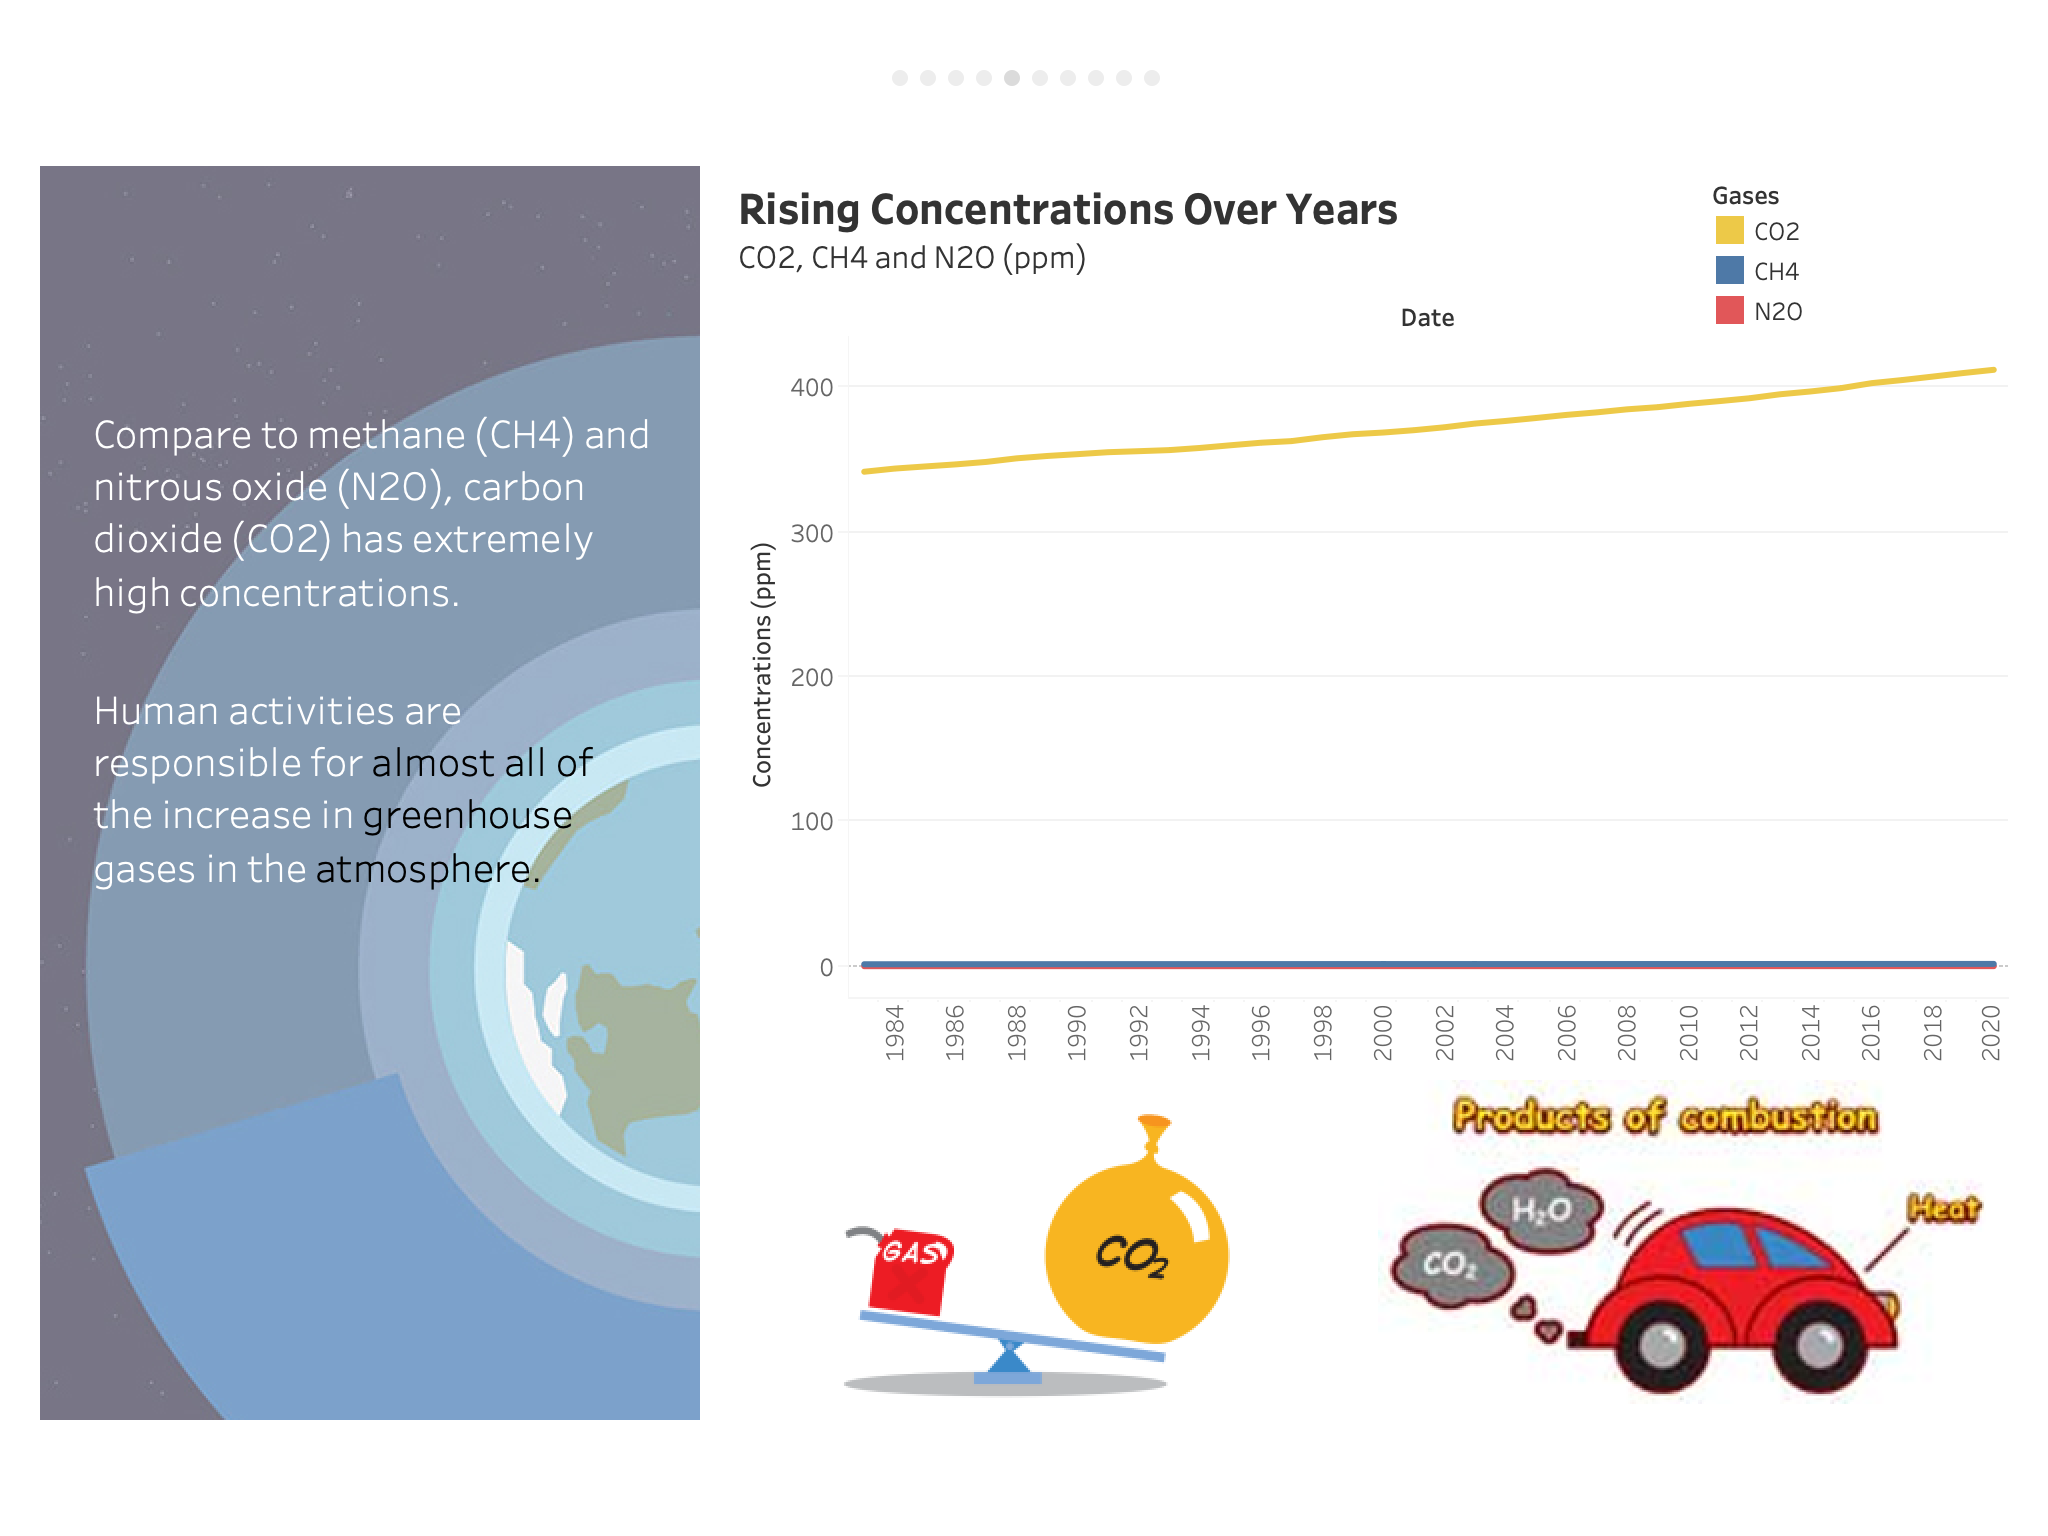 Compare to methane (CH4) and
nitrous oxide (N2O), carbon
dioxide (CO2) has extremely
high concentrations.
Human activities are
responsible for almost all of
the increase in greenhouse
gases in the atmosphere.
Rising Concentrations Over Years
CO2, CH4 and N2O (ppm)
Gases
CO2
CH4
N2O
Date
Concentrations (ppm)
400
300
200
100
0
1984 1986 1988 1990 1992 1994 1996 1998 2000 2002 2004 2006 2008 2010 2012 2014 2016 2018 2020
GAS
CO₂
Products of combustion
H₂O
CO₂
Heat